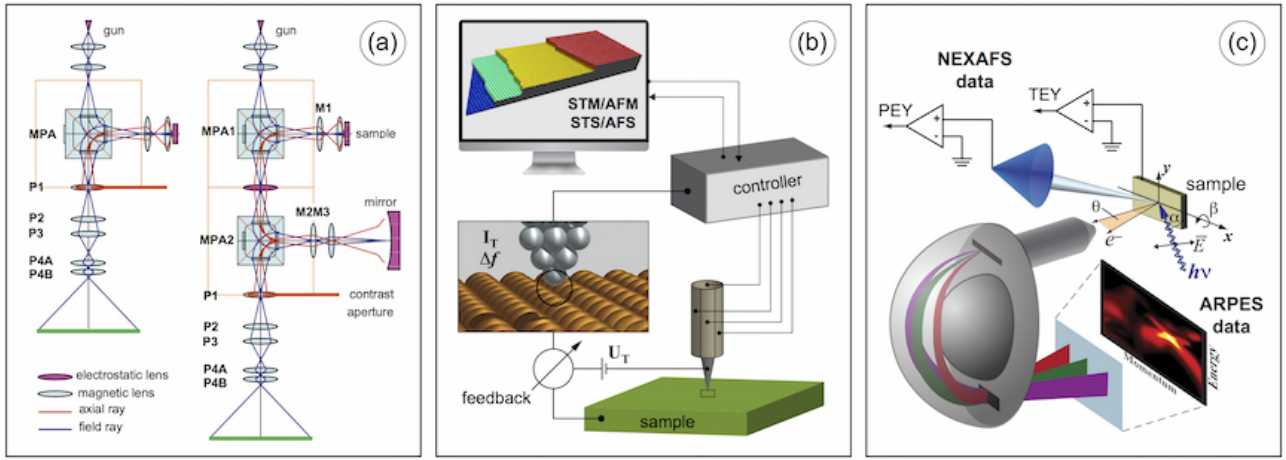 (a)
gun
gun
MPA
MPA1
M1
sample
P1
P2
P3
P4A
P4B
M2M3
mirror
MPA2
P1
contrast
aperture
P2
P3
P4A
P4B
electrostatic lens
magnetic lens
axial ray
field ray
(b)
STM/AFM
STS/AFS
controller
I_T
Δf
U_T
feedback
sample
(c)
NEXAFS
data
PEY
+
-
TEY
+
-
y
sample
θ
α
β
x
e⁻
E
hν
ARPES
data
Momentum
Energy